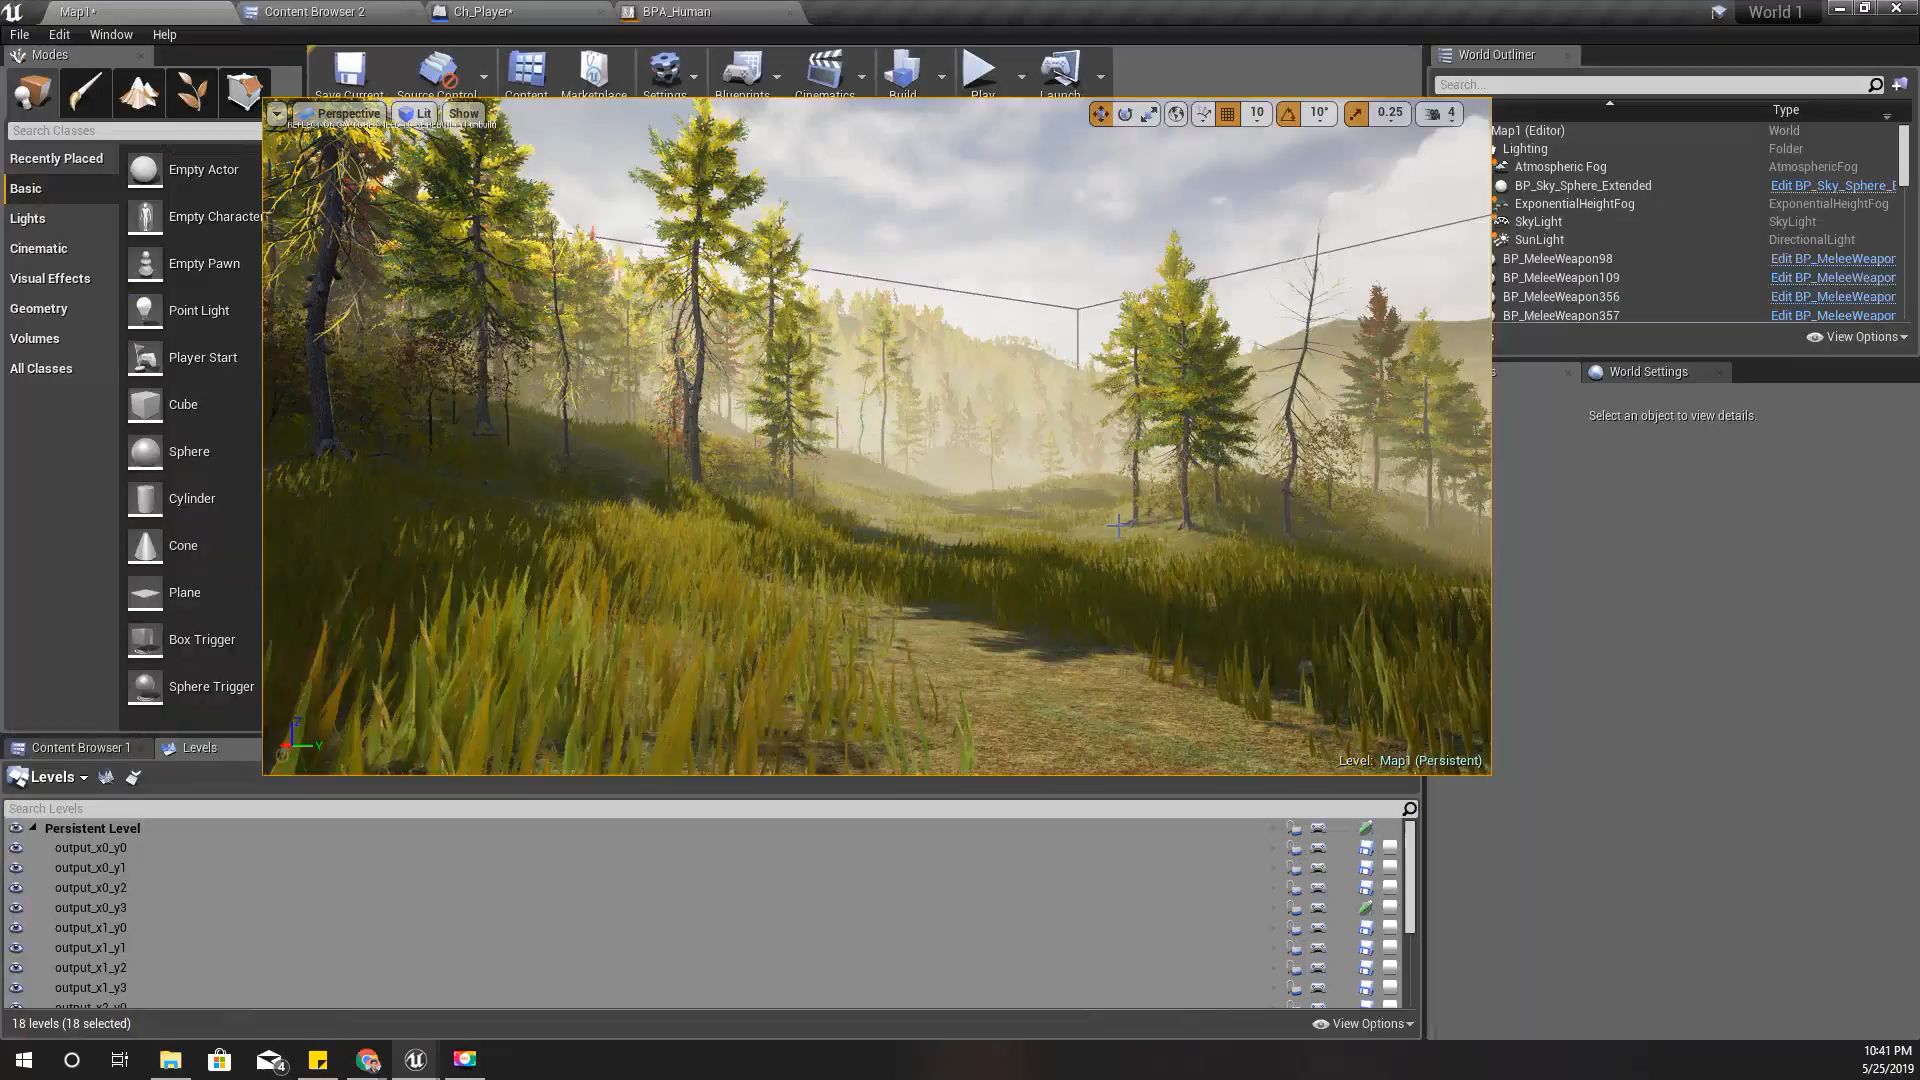 Map1*
Content Browser 2
Ch_Player*
BPA_Human
World 1
File
Edit
Window
Help
Modes
Save Current
Source Control
Content
Marketplace
Settings
Blueprints
Cinematics
Build
Play
Launch
World Outliner
Search...
Search Classes
Perspective
Lit
Show
10
10°
0.25
4
Type
Recently Placed
Basic
Lights
Cinematic
Visual Effects
Geometry
Volumes
All Classes
Empty Actor
Empty Characte
Empty Pawn
Point Light
Player Start
Cube
Sphere
Cylinder
Cone
Plane
Box Trigger
Sphere Trigger
Map1 (Editor)
World
Lighting
Folder
Atmospheric Fog
AtmosphericFog
BP_Sky_Sphere_Extended
Edit BP_Sky_Sphere_E
ExponentialHeightFog
ExponentialHeightFog
SkyLight
SkyLight
SunLight
DirectionalLight
BP_MeleeWeapon98
Edit BP_MeleeWeapor
BP_MeleeWeapon109
Edit BP_MeleeWeapor
BP_MeleeWeapon356
Edit BP_MeleeWeapor
BP_MeleeWeapon357
Edit BP_MeleeWeapor
View Options
World Settings
Select an object to view details.
Z
Y
Level: Map1 (Persistent)
Content Browser 1
Levels
Levels
Search Levels
Persistent Level
output_x0_y0
output_x0_y1
output_x0_y2
output_x0_y3
output_x1_y0
output_x1_y1
output_x1_y2
output_x1_y3
output_x2_y0
18 levels (18 selected)
View Options
4
10:41 PM
5/25/2019